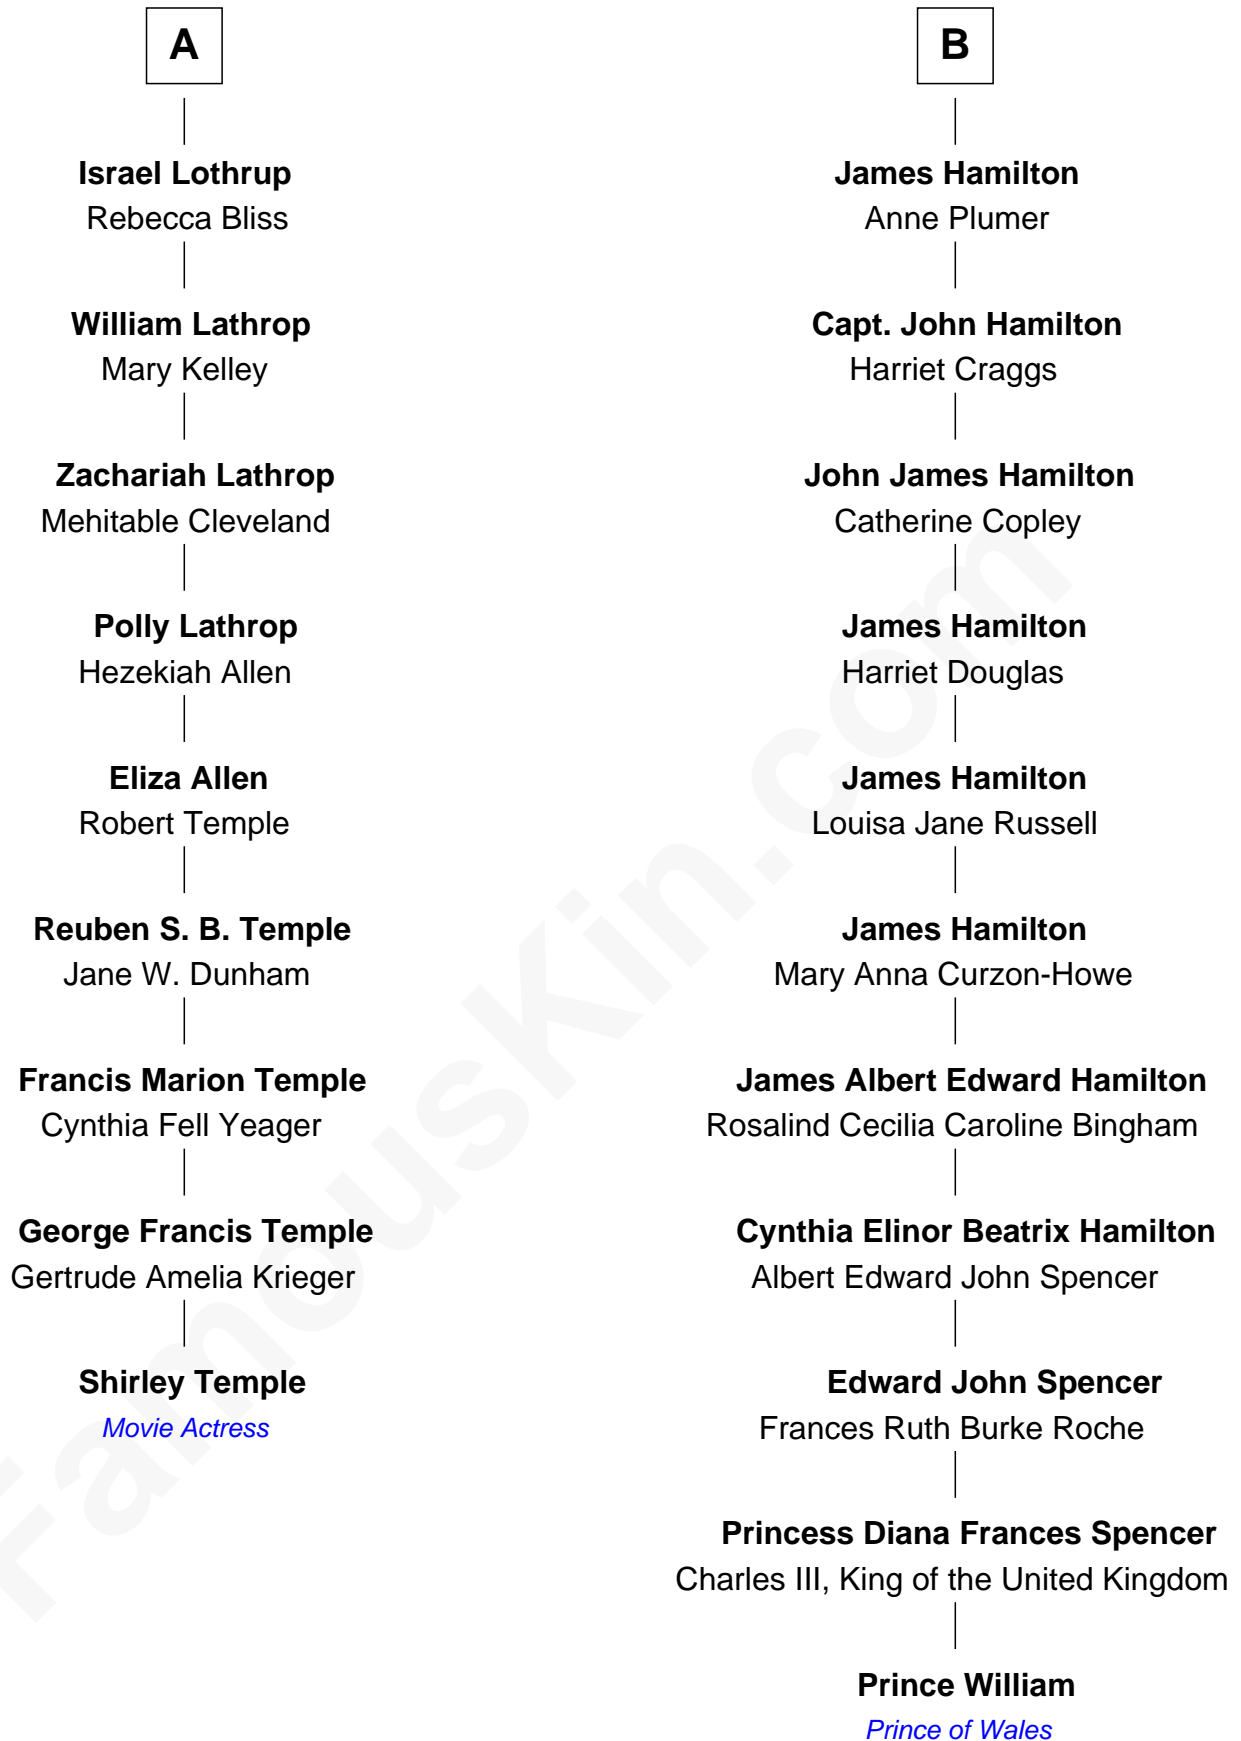 A
Israel Lothrup
Rebecca Bliss
William Lathrop
Mary Kelley
Zachariah Lathrop
Mehitable Cleveland
Polly Lathrop
Hezekiah Allen
Eliza Allen
Robert Temple
Reuben S. B. Temple
Jane W. Dunham
Francis Marion Temple
Cynthia Fell Yeager
George Francis Temple
Gertrude Amelia Krieger
Shirley Temple
Movie Actress
B
James Hamilton
Anne Plumer
Capt. John Hamilton
Harriet Craggs
John James Hamilton
Catherine Copley
James Hamilton
Harriet Douglas
James Hamilton
Louisa Jane Russell
James Hamilton
Mary Anna Curzon-Howe
James Albert Edward Hamilton
Rosalind Cecilia Caroline Bingham
Cynthia Elinor Beatrix Hamilton
Albert Edward John Spencer
Edward John Spencer
Frances Ruth Burke Roche
Princess Diana Frances Spencer
Charles III, King of the United Kingdom
Prince William
Prince of Wales
FamousKin.com